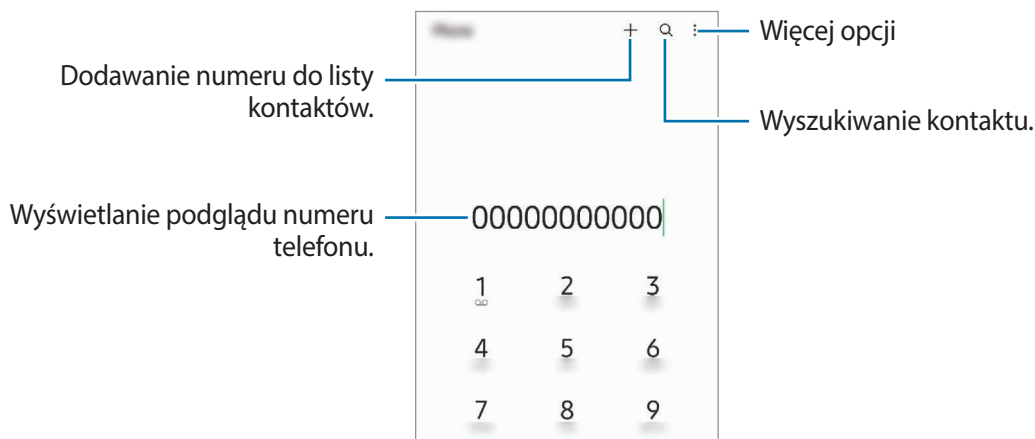 Więcej opcji
Dodawanie numeru do listy
kontaktów.
Wyszukiwanie kontaktu.
Wyświetlanie podglądu numeru
telefonu.
00000000000
1 2 3
4 5 6
7 8 9